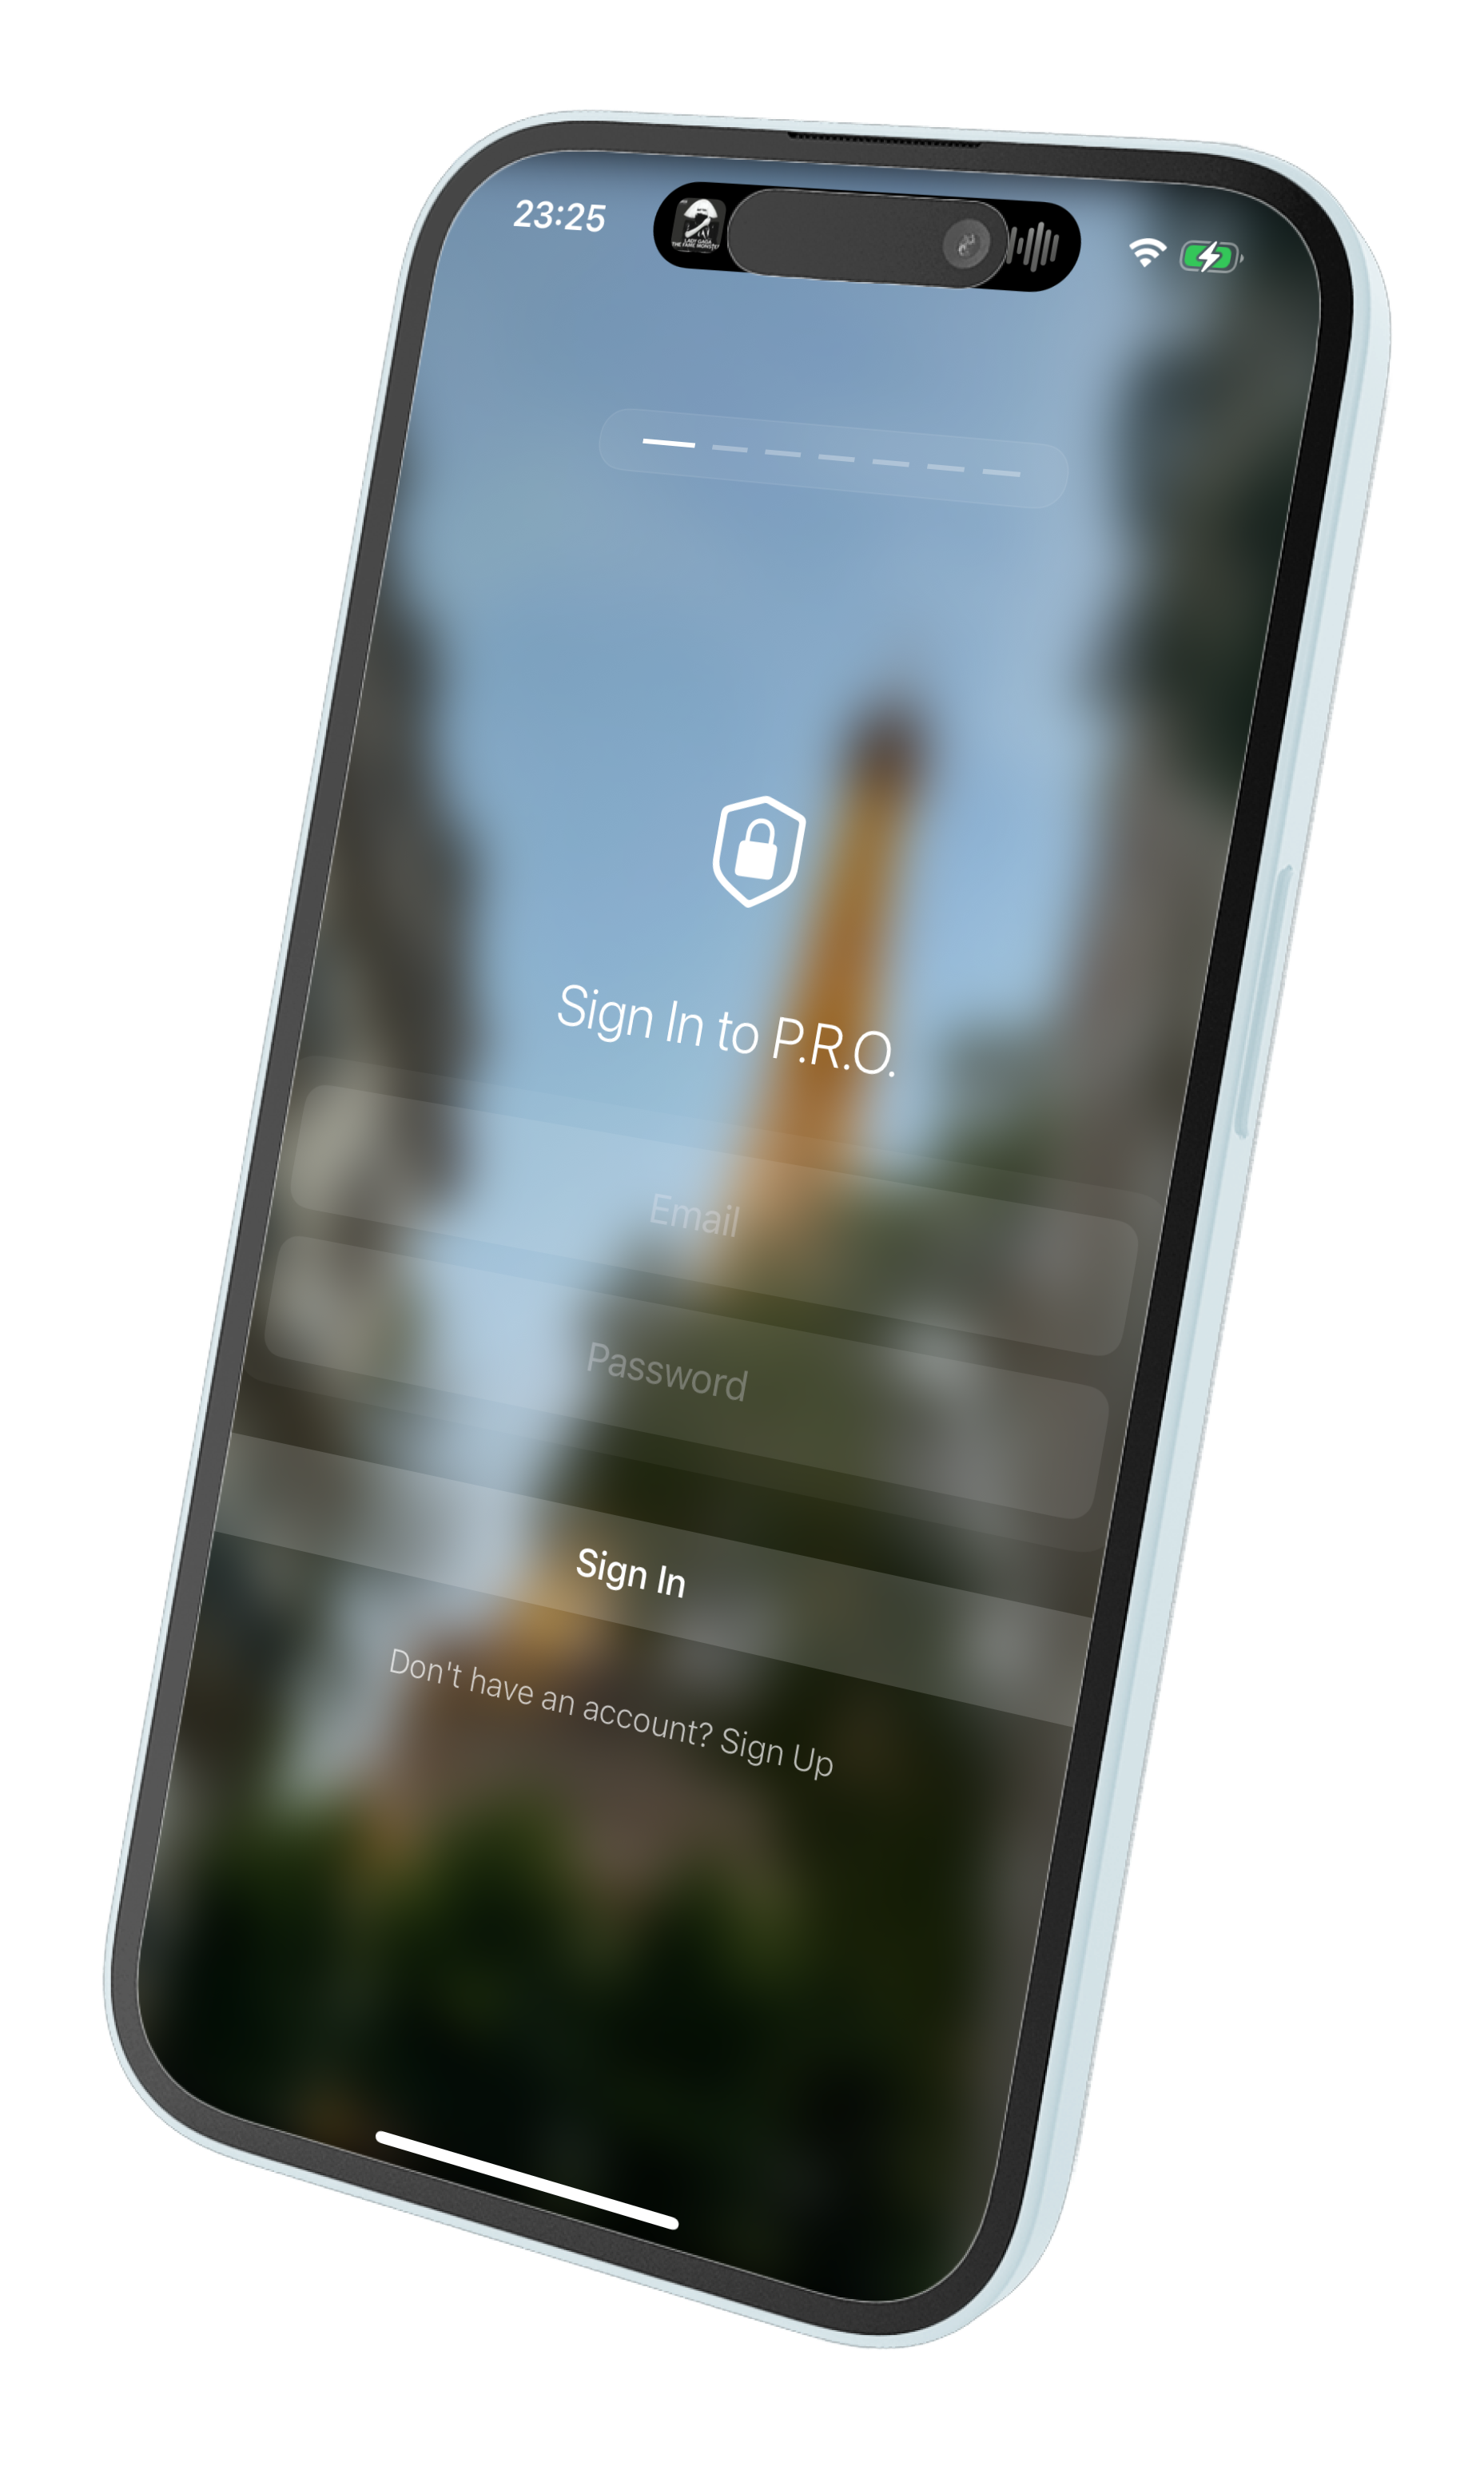 23:25
LADY GAGA
THE FAME MONSTER
Sign In to P.R.O.
Email
Password
Sign In
Don't have an account? Sign Up